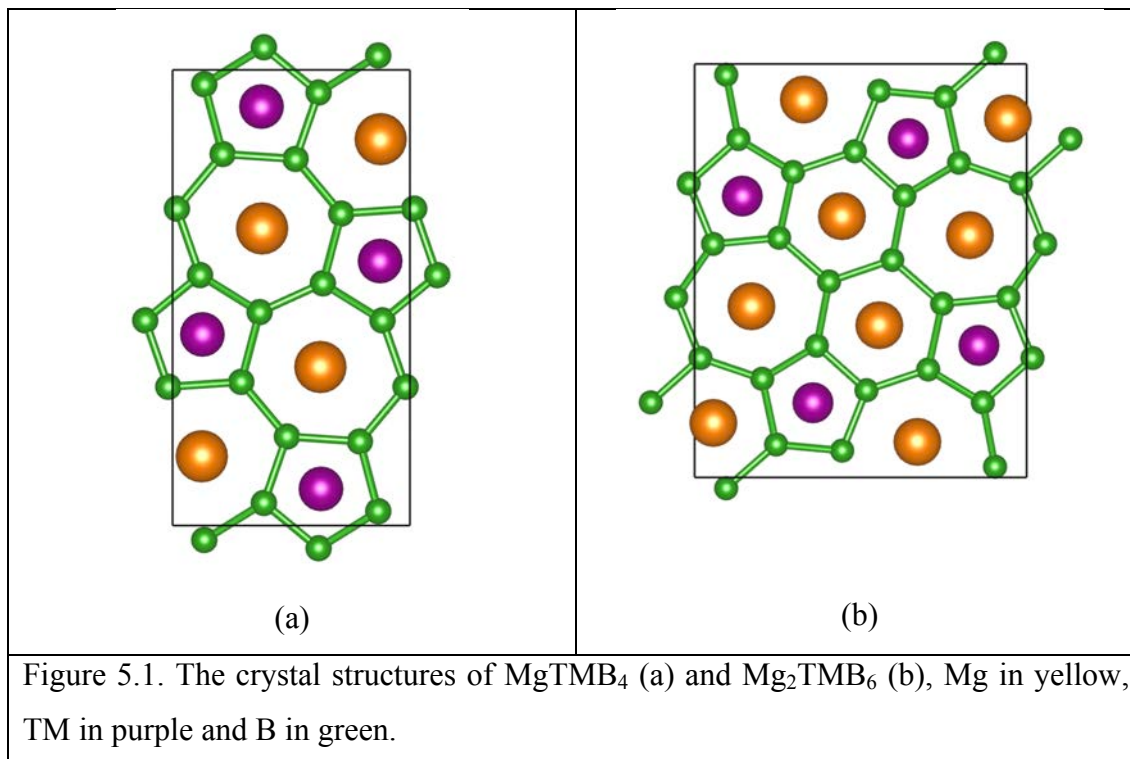 (a)
(b)
Figure 5.1. The crystal structures of MgTMB₄ (a) and Mg₂TMB₆ (b), Mg in yellow,
TM in purple and B in green.